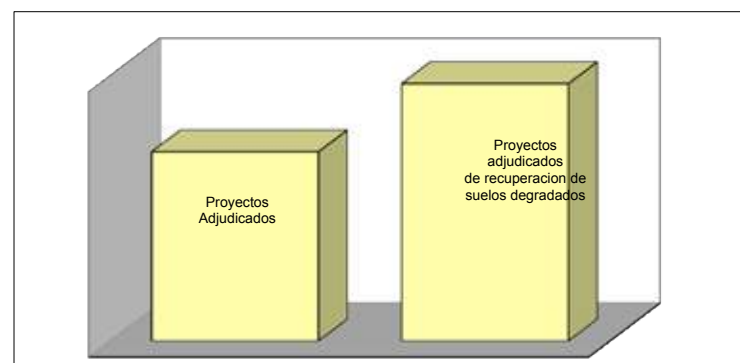 Proyectos
Adjudicados
Proyectos
adjudicados
de recuperacion de
suelos degradados